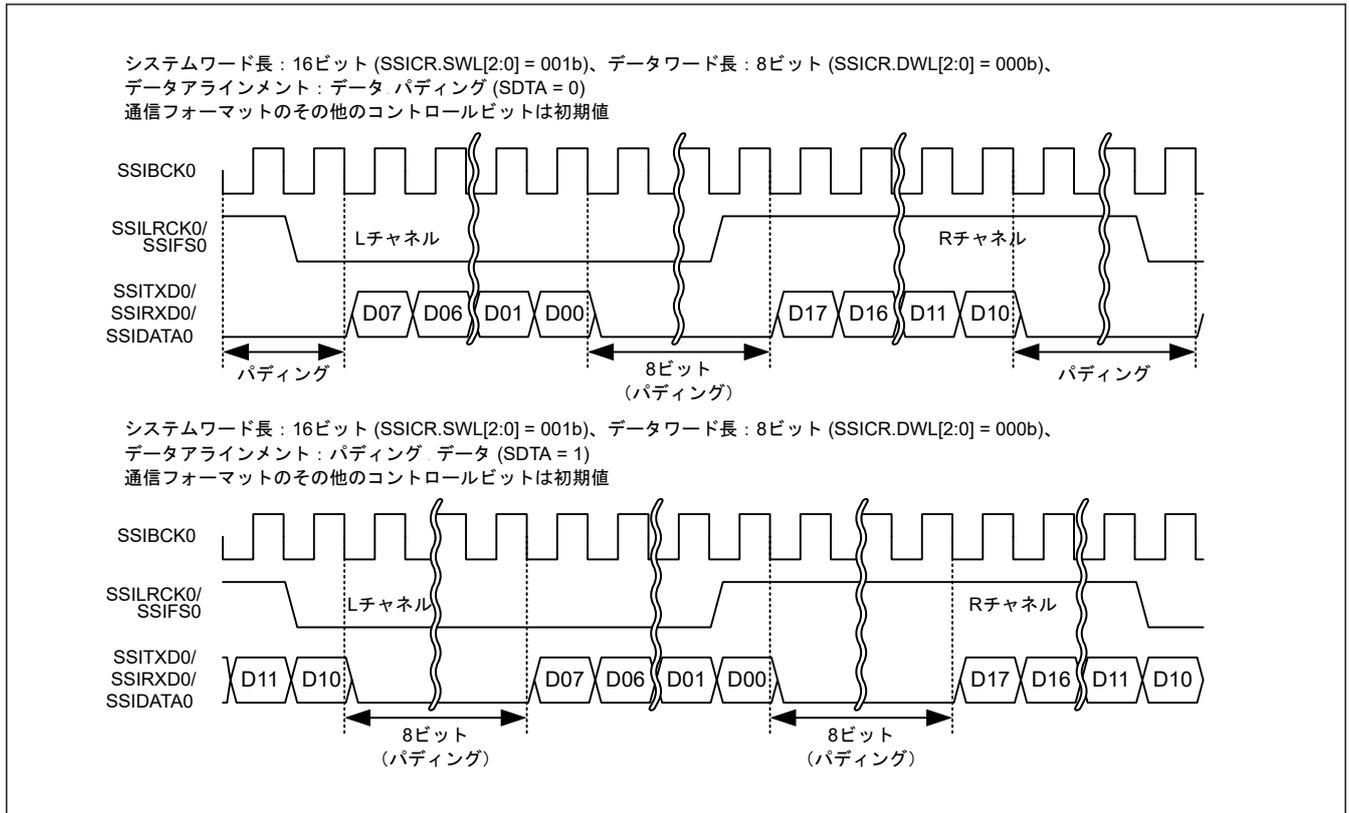 システムワード長：16ビット (SSICR.SWL[2:0] = 001b)、データワード長：8ビット (SSICR.DWL[2:0] = 000b)、
データアラインメント：データ パディング (SDTA = 0)
通信フォーマットのその他のコントロールビットは初期値
SSIBCK0
SSILRCK0/
SSIFS0
Lチャネル
Rチャネル
SSITXD0/
SSIRXD0/
SSIDATA0
D07 D06 D01 D00 D17 D16 D11 D10
パディング
8ビット
（パディング）
パディング
システムワード長：16ビット (SSICR.SWL[2:0] = 001b)、データワード長：8ビット (SSICR.DWL[2:0] = 000b)、
データアラインメント：パディング データ (SDTA = 1)
通信フォーマットのその他のコントロールビットは初期値
SSIBCK0
SSILRCK0/
SSIFS0
Lチャネル
Rチャネル
SSITXD0/
SSIRXD0/
SSIDATA0
D11 D10 D07 D06 D01 D00 D17 D16 D11 D10
8ビット
（パディング）
8ビット
（パディング）